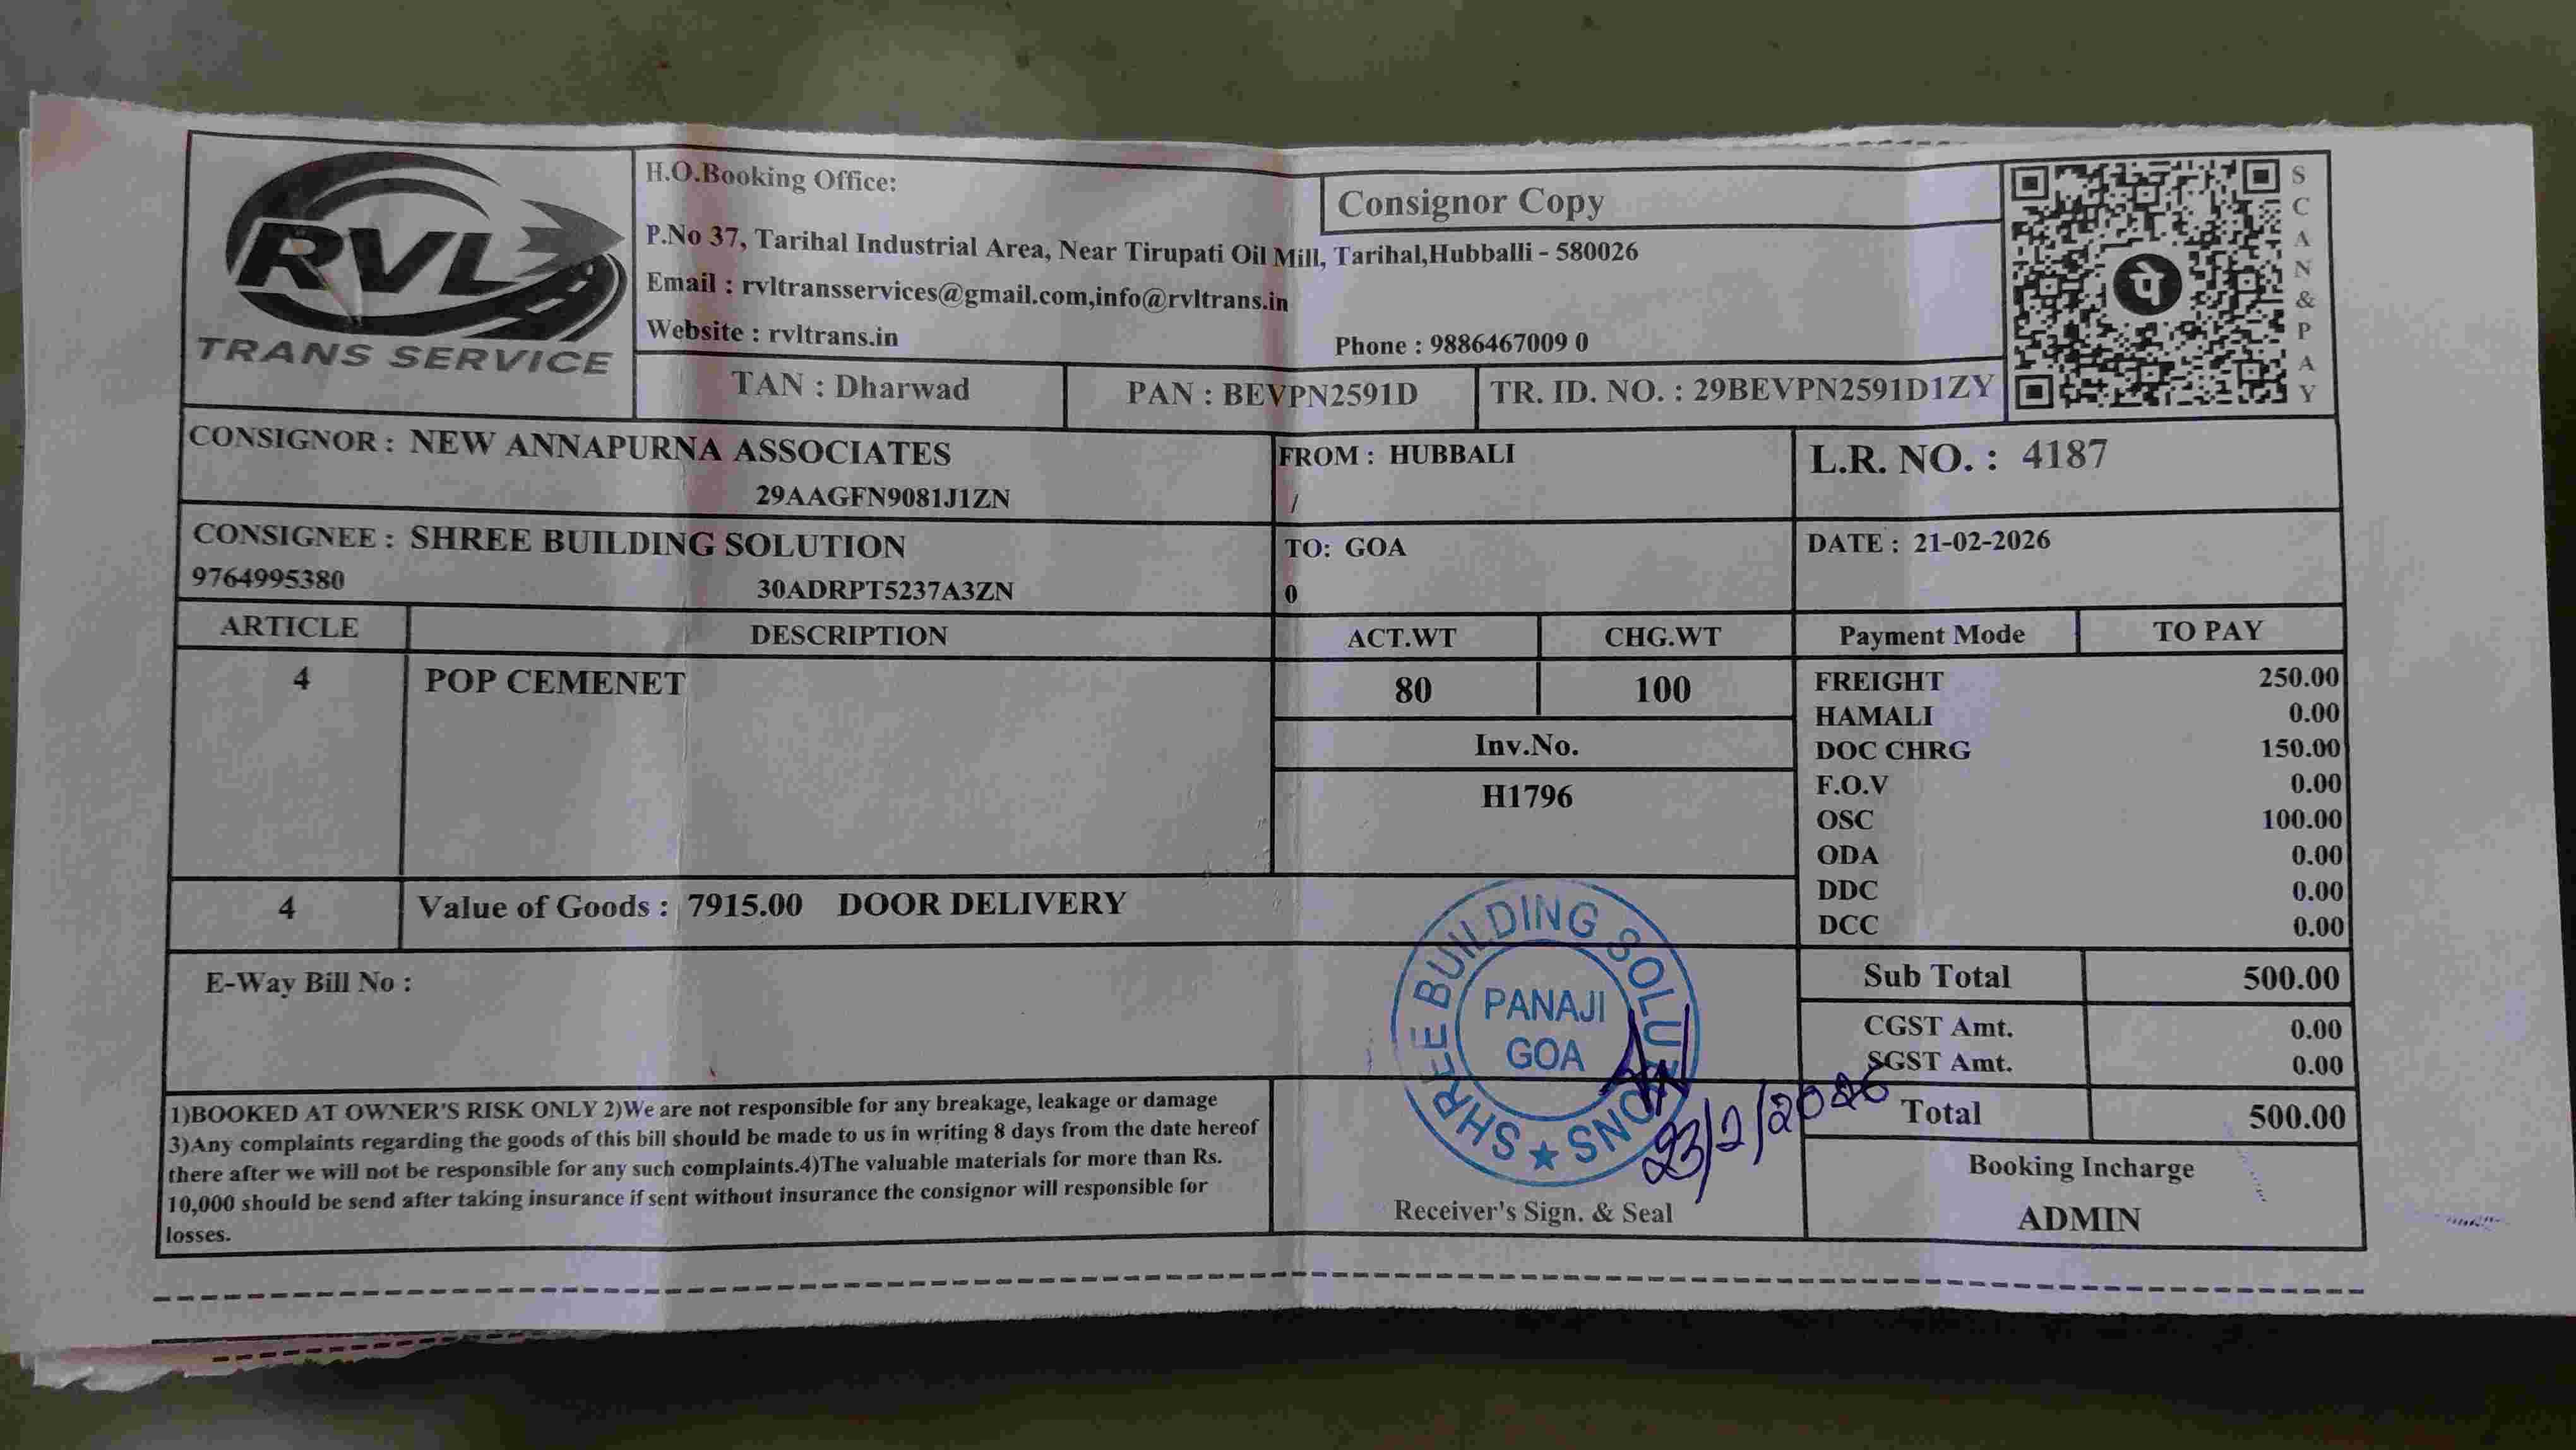 RVL
TRANS SERVICE
H.O.Booking Office:
Consignor Copy
P.No 37, Tarihal Industrial Area, Near Tirupati Oil Mill, Tarihal,Hubballi - 580026
Email : rvltransservices@gmail.com,info@rvltrans.in
Website : rvltrans.in
Phone : 9886467009 0
पे
SCAN&PAY
TAN : Dharwad
PAN : BEVPN2591D
TR. ID. NO. : 29BEVPN2591D1ZY
CONSIGNOR : NEW ANNAPURNA ASSOCIATES
29AAGFN9081J1ZN
FROM : HUBBALI
/
L.R. NO. : 4187
CONSIGNEE : SHREE BUILDING SOLUTION
9764995380 30ADRPT5237A3ZN
TO: GOA
0
DATE : 21-02-2026
ARTICLE DESCRIPTION ACT.WT CHG.WT Payment Mode TO PAY
4 POP CEMENET 80 100
Inv.No.
H1796
FREIGHT 250.00
HAMALI 0.00
DOC CHRG 150.00
F.O.V 0.00
OSC 100.00
ODA 0.00
DDC 0.00
DCC 0.00
4 Value of Goods : 7915.00 DOOR DELIVERY
E-Way Bill No :
Sub Total 500.00
CGST Amt. 0.00
SGST Amt. 0.00
Total 500.00
SHREE BUILDING SOLUTIONS
PANAJI
GOA
23/2/2026
1)BOOKED AT OWNER'S RISK ONLY 2)We are not responsible for any breakage, leakage or damage
3)Any complaints regarding the goods of this bill should be made to us in writing 8 days from the date hereof
there after we will not be responsible for any such complaints.4)The valuable materials for more than Rs.
10,000 should be send after taking insurance if sent without insurance the consignor will responsible for
losses.
Receiver's Sign. & Seal
Booking Incharge
ADMIN